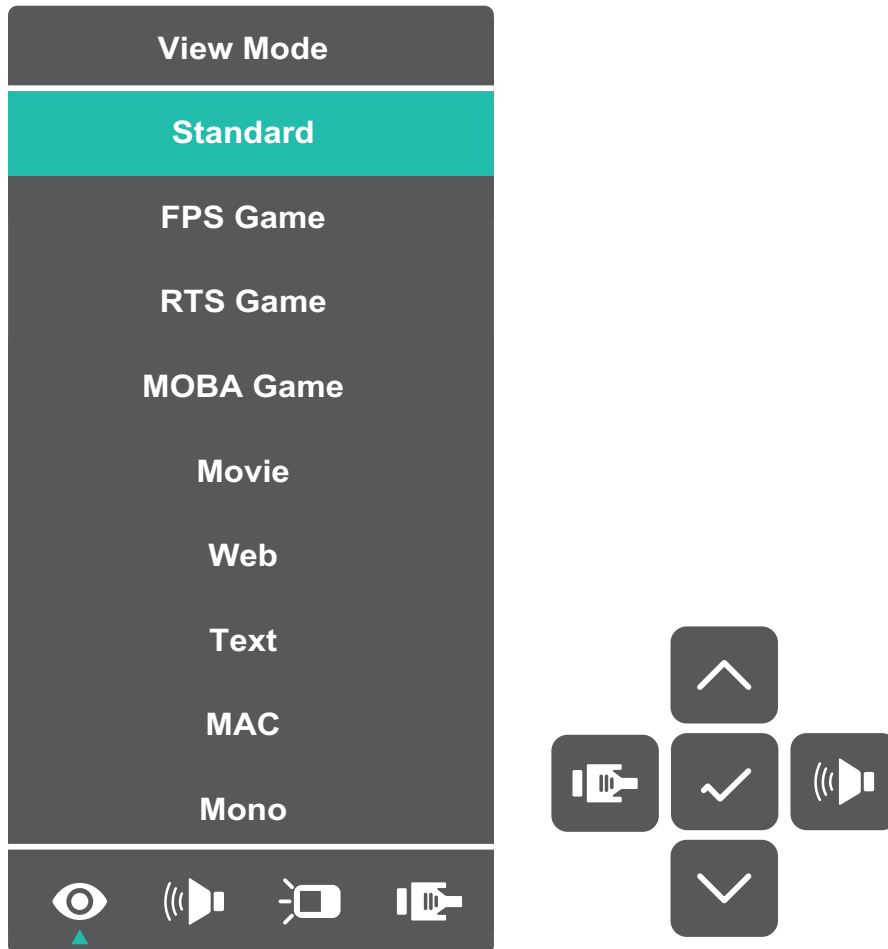 View Mode
Standard
FPS Game
RTS Game
MOBA Game
Movie
Web
Text
MAC
Mono